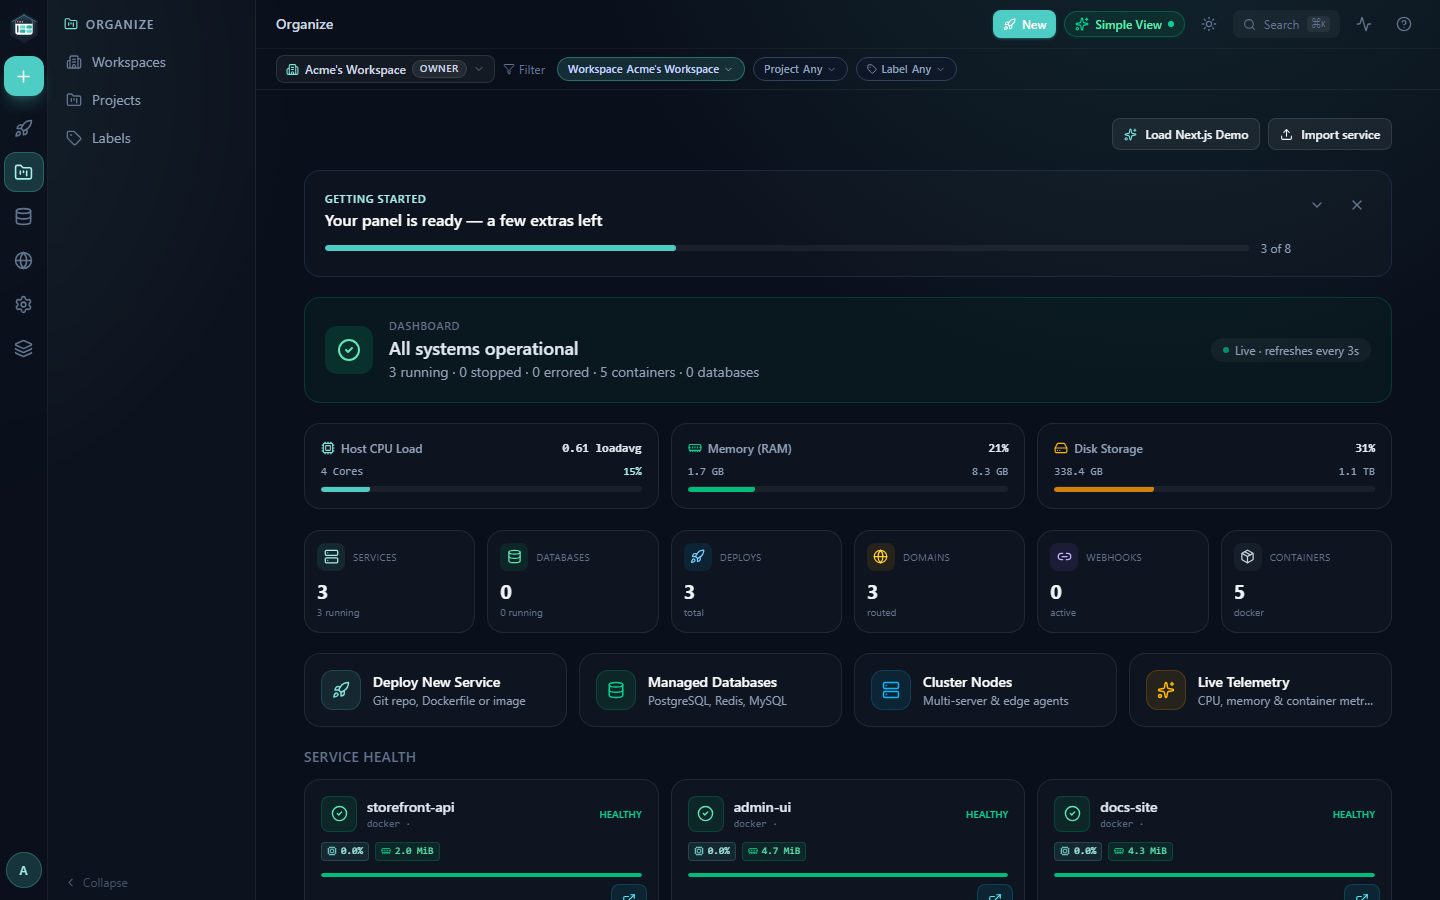 ORGANIZE
Workspaces
Projects
Labels
A
Collapse
Organize
New
Simple View
Search ⌘K
Acme's Workspace OWNER
Filter
Workspace Acme's Workspace
Project Any
Label Any
Load Next.js Demo
Import service
GETTING STARTED
Your panel is ready — a few extras left
3 of 8
DASHBOARD
All systems operational
3 running · 0 stopped · 0 errored · 5 containers · 0 databases
Live · refreshes every 3s
Host CPU Load 0.61 loadavg
4 Cores 15%
Memory (RAM) 21%
1.7 GB 8.3 GB
Disk Storage 31%
338.4 GB 1.1 TB
SERVICES
3
3 running
DATABASES
0
0 running
DEPLOYS
3
total
DOMAINS
3
routed
WEBHOOKS
0
active
CONTAINERS
5
docker
Deploy New Service
Git repo, Dockerfile or image
Managed Databases
PostgreSQL, Redis, MySQL
Cluster Nodes
Multi-server & edge agents
Live Telemetry
CPU, memory & container metr...
SERVICE HEALTH
storefront-api HEALTHY
docker ·
0.0% 2.0 MiB
admin-ui HEALTHY
docker ·
0.0% 4.7 MiB
docs-site HEALTHY
docker ·
0.0% 4.3 MiB